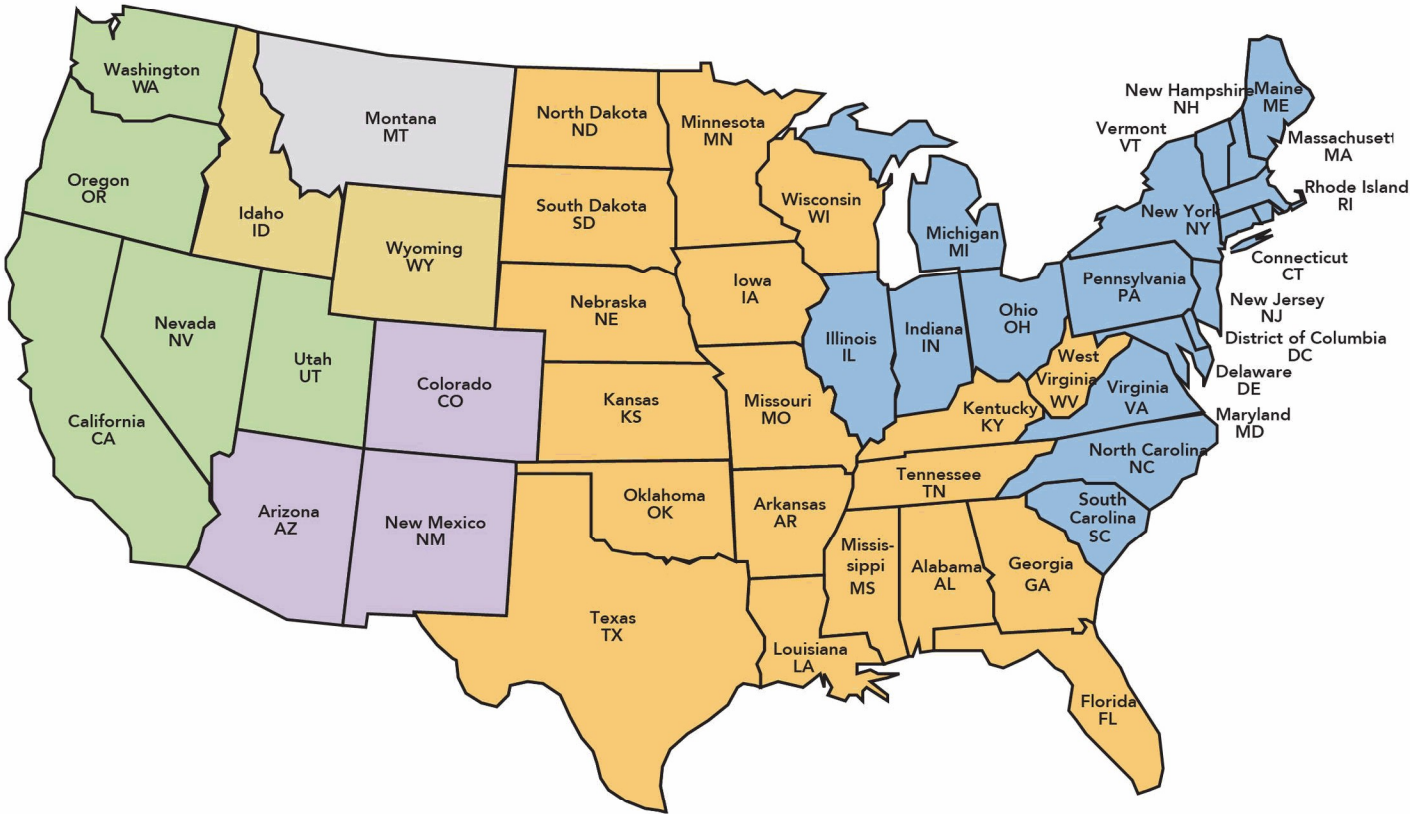 Washington
WA
Oregon
OR
California
CA
Nevada
NV
Idaho
ID
Utah
UT
Arizona
AZ
Montana
MT
Wyoming
WY
Colorado
CO
New Mexico
NM
North Dakota
ND
South Dakota
SD
Nebraska
NE
Kansas
KS
Oklahoma
OK
Texas
TX
Minnesota
MN
Iowa
IA
Missouri
MO
Arkansas
AR
Louisiana
LA
Wisconsin
WI
Illinois
IL
Michigan
MI
Indiana
IN
Ohio
OH
Kentucky
KY
Tennessee
TN
Missis-
sippi
MS
Alabama
AL
Georgia
GA
Florida
FL
South
Carolina
SC
North Carolina
NC
Virginia
VA
West
Virginia
WV
Pennsylvania
PA
New York
NY
Vermont
VT
New Hampshire
NH
Maine
ME
Massachusett
MA
Rhode Island
RI
Connecticut
CT
New Jersey
NJ
District of Columbia
DC
Delaware
DE
Maryland
MD